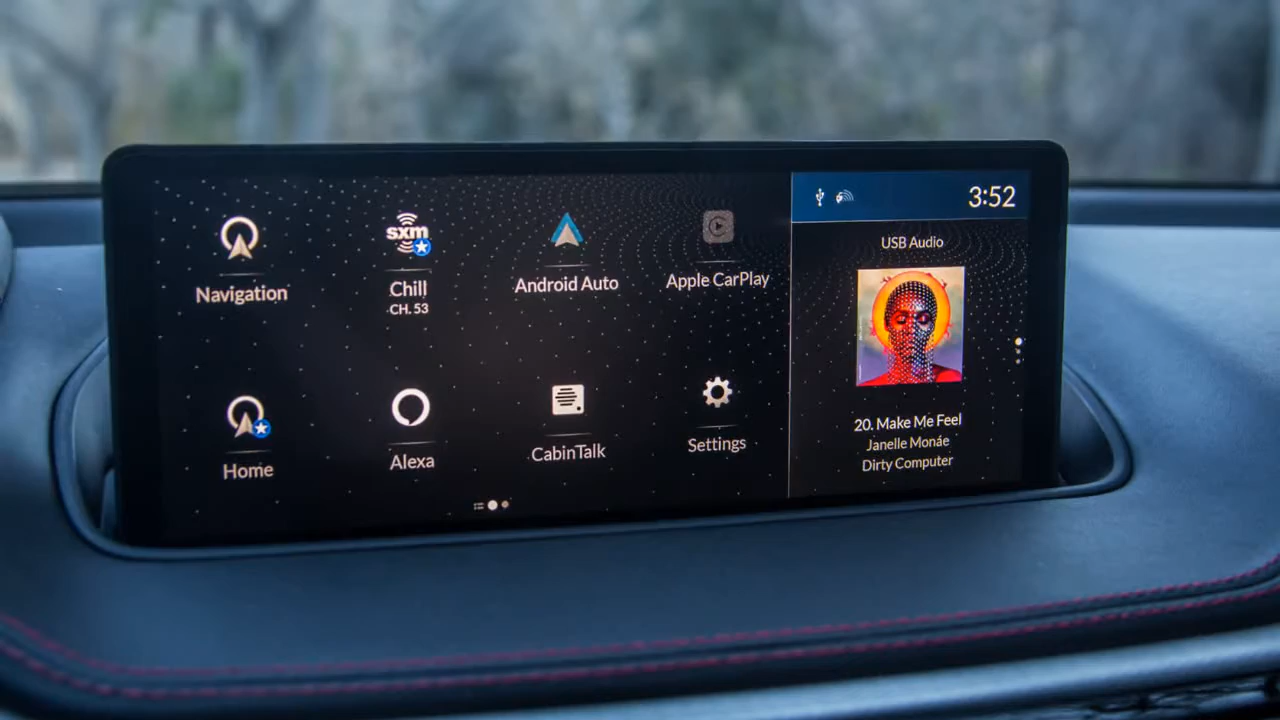 Navigation
sxm
Chill
CH. 53
Android Auto
Apple CarPlay
Home
Alexa
CabinTalk
Settings
3:52
USB Audio
20. Make Me Feel
Janelle Monáe
Dirty Computer